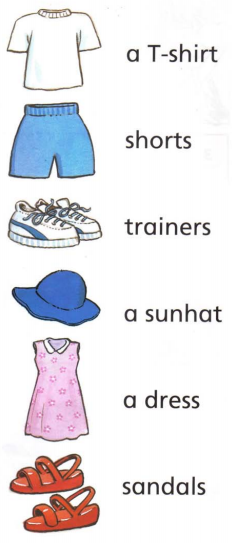 a T-shirt
shorts
trainers
a sunhat
a dress
sandals